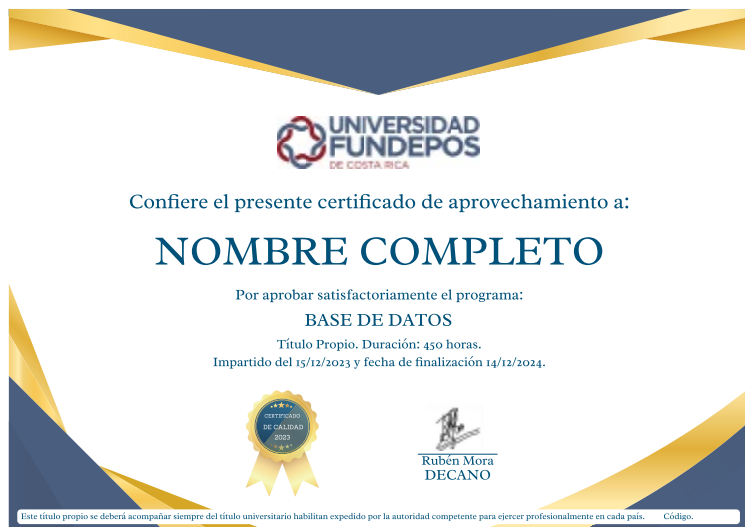 UNIVERSIDAD
FUNDEPOS
DE COSTA RICA
Confiere el presente certificado de aprovechamiento a:
NOMBRE COMPLETO
Por aprobar satisfactoriamente el programa:
BASE DE DATOS
Título Propio. Duración: 450 horas.
Impartido del 15/12/2023 y fecha de finalización 14/12/2024.
CERTIFICADO
DE CALIDAD
2023
Rubén Mora
DECANO
Este título propio se deberá acompañar siempre del título universitario habilitan expedido por la autoridad competente para ejercer profesionalmente en cada país. Código.